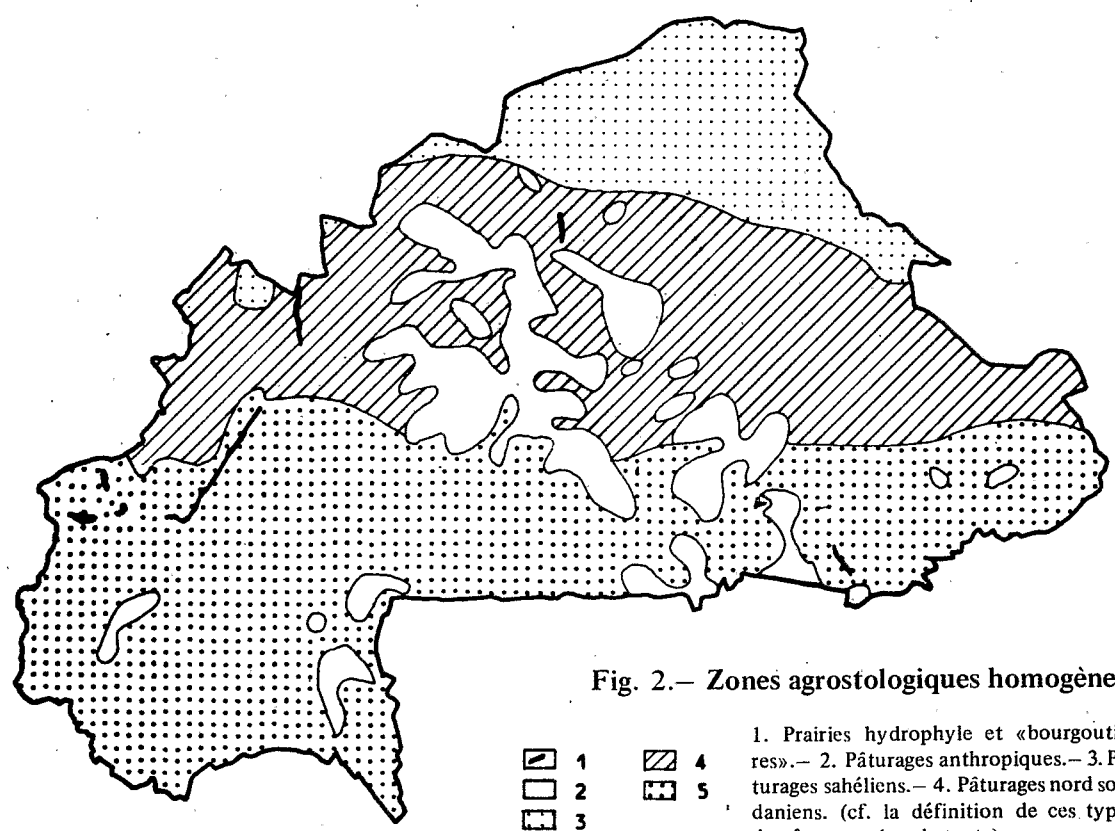 Fig. 2.– Zones agrostologiques homogène
1
2
3
4
5
1. Prairies hydrophyle et «bourgouti
res».– 2. Pâturages anthropiques.– 3. P
turages sahéliens.– 4. Pâturages nord so
daniens. (cf. la définition de ces typ